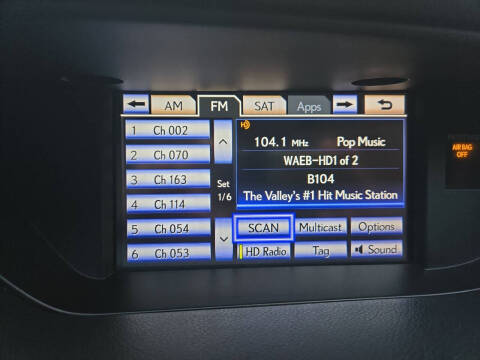 AM FM SAT Apps
1 Ch 002
2 Ch 070
3 Ch 163
4 Ch 114
5 Ch 054
6 Ch 053
Set
1/6
HD 104.1 MHz Pop Music
WAEB-HD1 of 2
B104
The Valley's #1 Hit Music Station
SCAN Multicast Options
HD Radio Tag Sound
AIR BAG
OFF